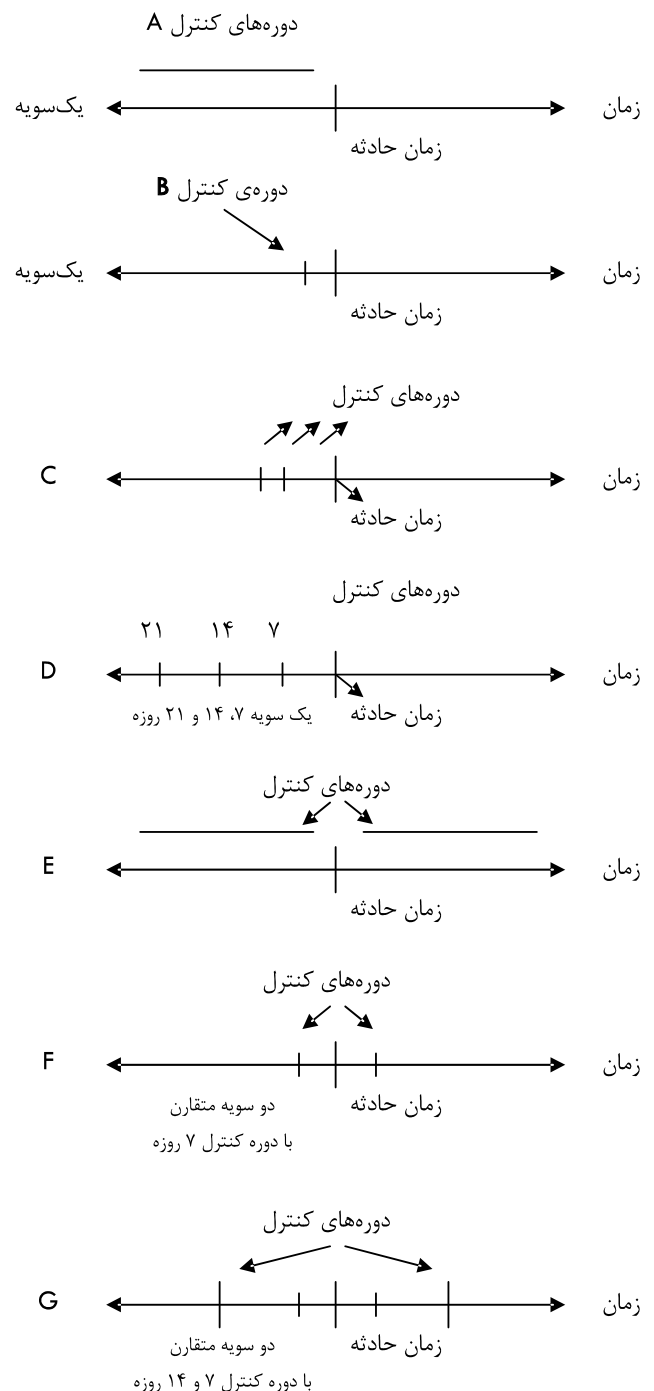 دوره‌های کنترل A
یک‌سویه
زمان
زمان حادثه
دوره‌ی کنترل B
یک‌سویه
زمان
زمان حادثه
دوره‌های کنترل
C
زمان
زمان حادثه
دوره‌های کنترل
۲۱ ۱۴ ۷
D
زمان
یک سویه ۷، ۱۴ و ۲۱ روزه
زمان حادثه
دوره‌های کنترل
E
زمان
زمان حادثه
دوره‌های کنترل
F
زمان
زمان حادثه
دو سویه متقارن
با دوره کنترل ۷ روزه
دوره‌های کنترل
G
زمان
زمان حادثه
دو سویه متقارن
با دوره کنترل ۷ و ۱۴ روزه